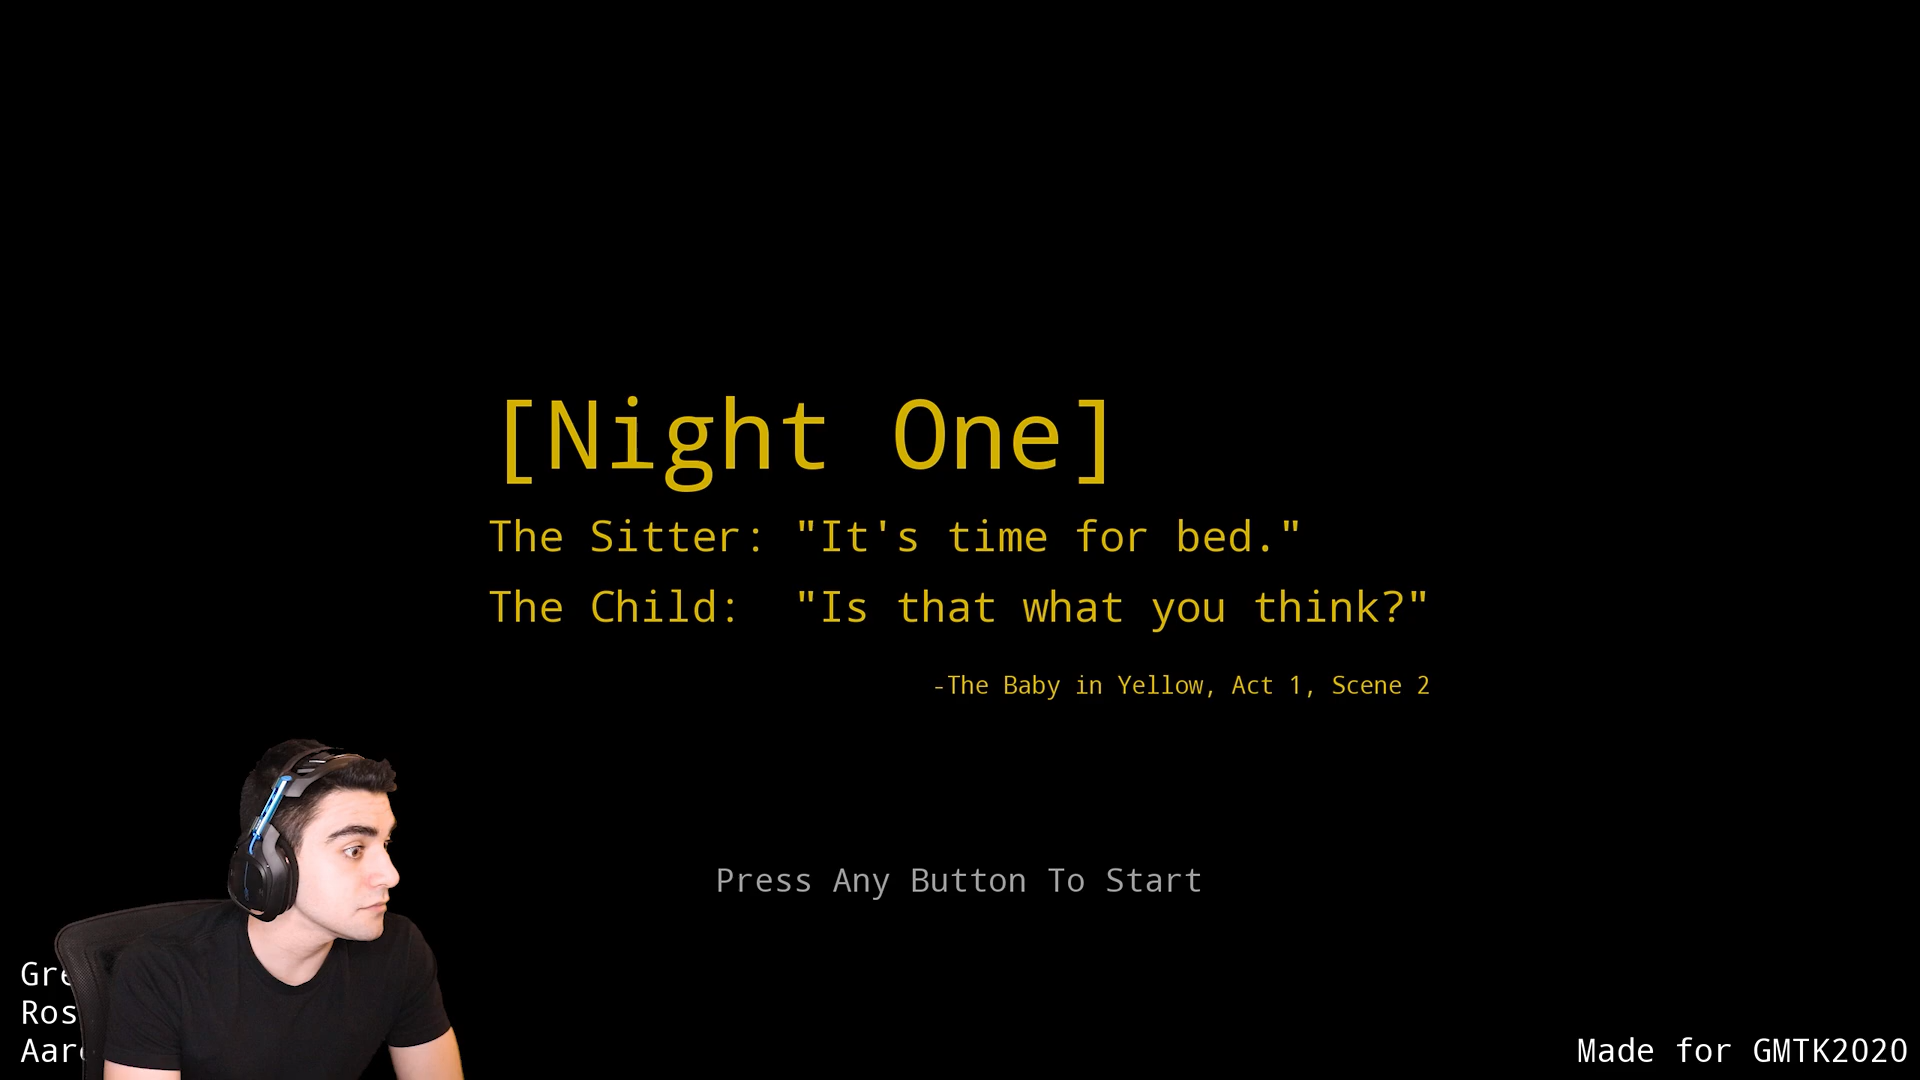 [Night One]
The Sitter: "It's time for bed."
The Child: "Is that what you think?"
-The Baby in Yellow, Act 1, Scene 2
Press Any Button To Start
Made for GMTK2020